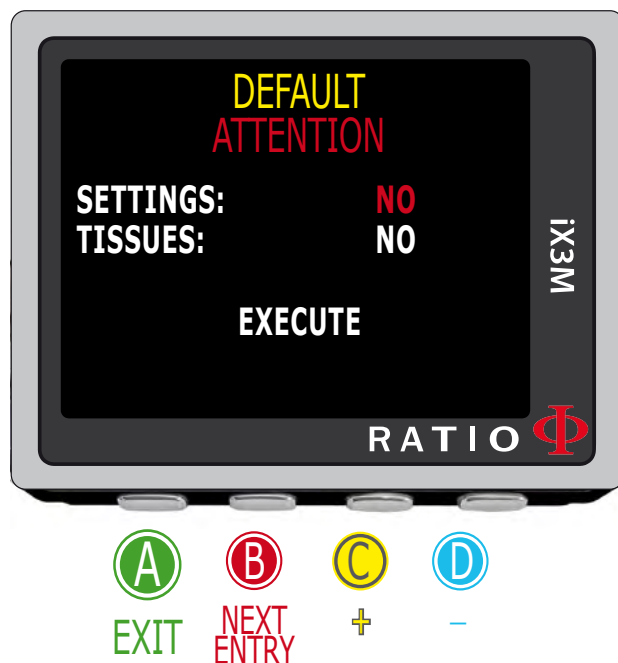 DEFAULT
ATTENTION
SETTINGS: NO
TISSUES: NO
EXECUTE
iX3M
RATIO
A B C D
EXIT NEXT ENTRY + −